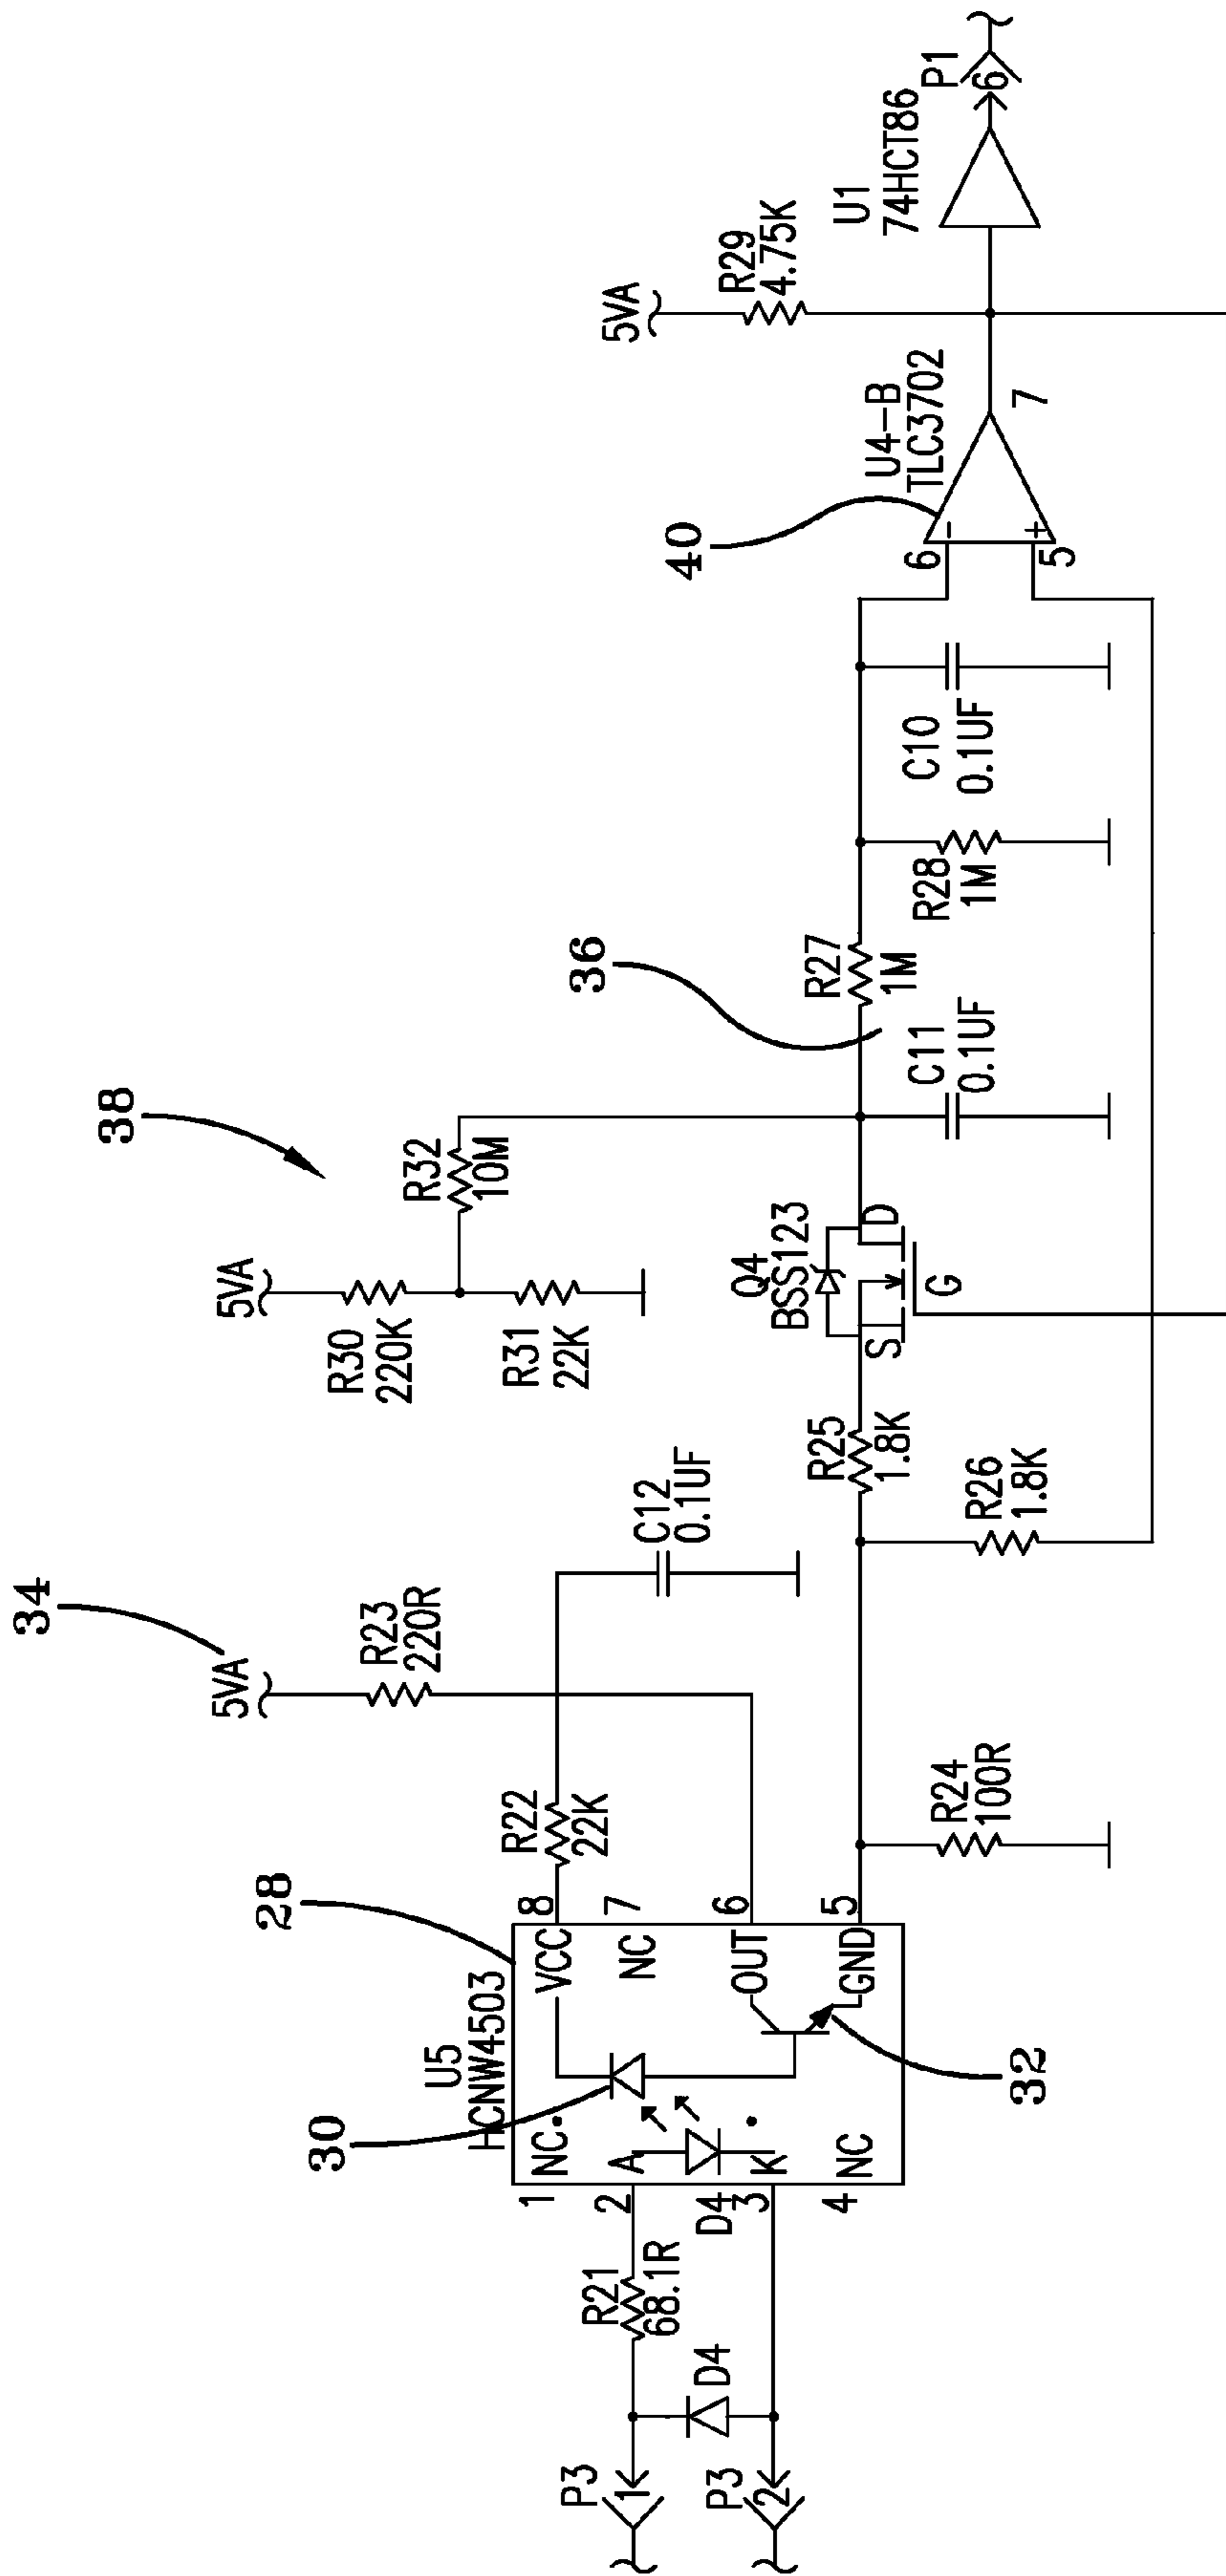 34
5VA
R23
220R
28
U5
HCNW4503
30
32
1
NC
2
A
3
K
4
NC
D4
8
VCC
7
NC
6
OUT
5
GND
P3
1
P3
2
D4
R21
68.1R
R22
22K
C12
0.1UF
R24
100R
R25
1.8K
R26
1.8K
38
5VA
R30
220K
R31
22K
R32
10M
Q4
BSS123
S
D
G
36
C11
0.1UF
R27
1M
R28
1M
C10
0.1UF
40
6
-
5
+
U4-B
TLC3702
7
5VA
R29
4.75K
U1
74HCT86
P1
6